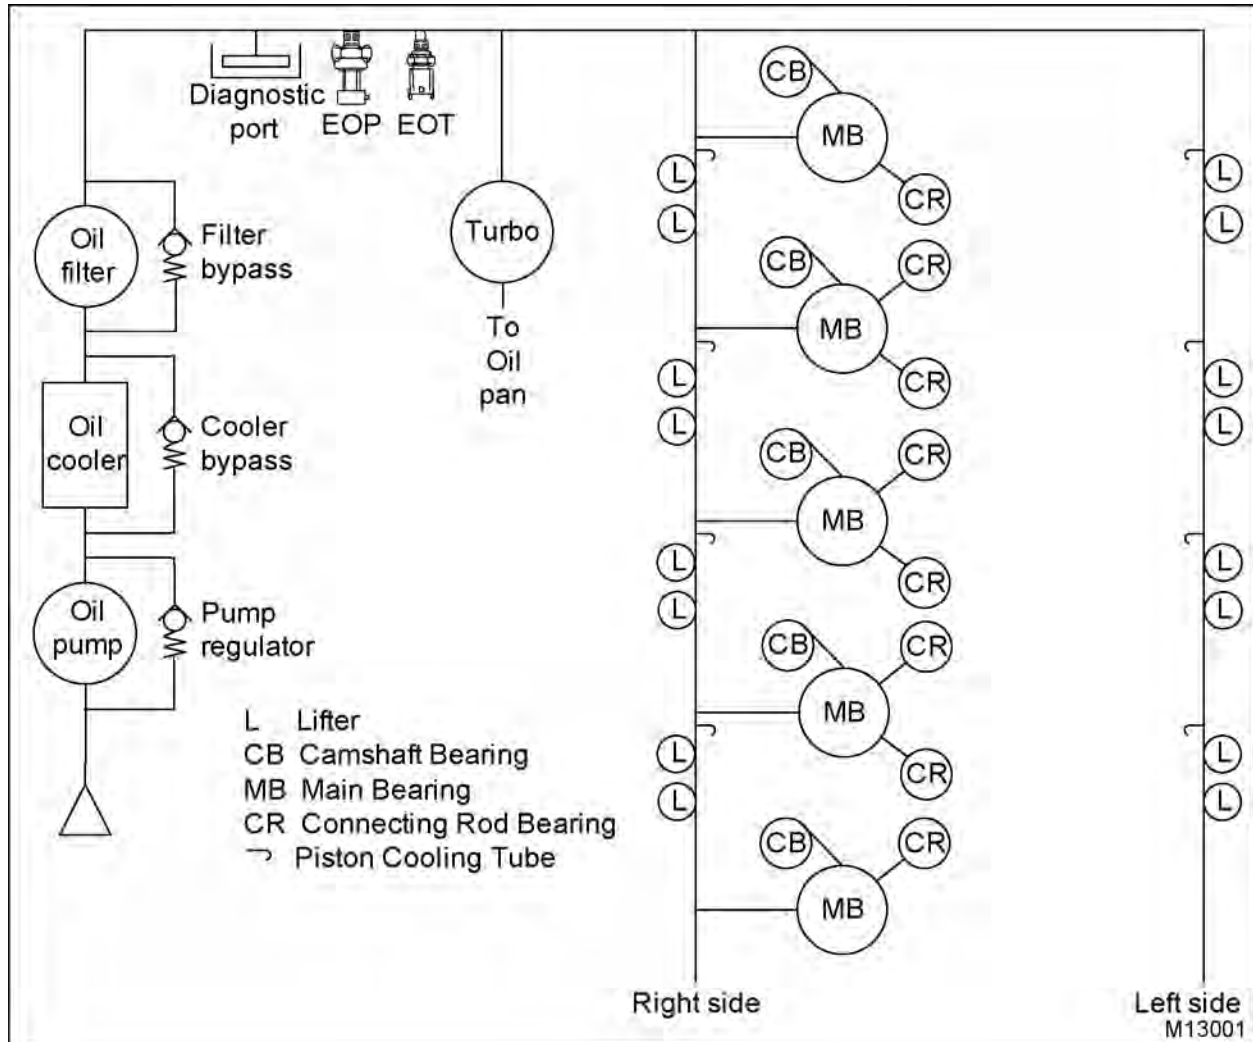 Diagnostic
port
EOP
EOT
Oil
filter
Filter
bypass
Turbo
To
Oil
pan
Oil
cooler
Cooler
bypass
Oil
pump
Pump
regulator
L Lifter
CB Camshaft Bearing
MB Main Bearing
CR Connecting Rod Bearing
Piston Cooling Tube
CB
MB
CR
L
L
CB
CR
MB
CR
L
L
CB
CR
MB
CR
L
L
CB
CR
MB
CR
L
L
CB
CR
MB
Right side
L
L
L
L
L
L
L
L
Left side
M13001